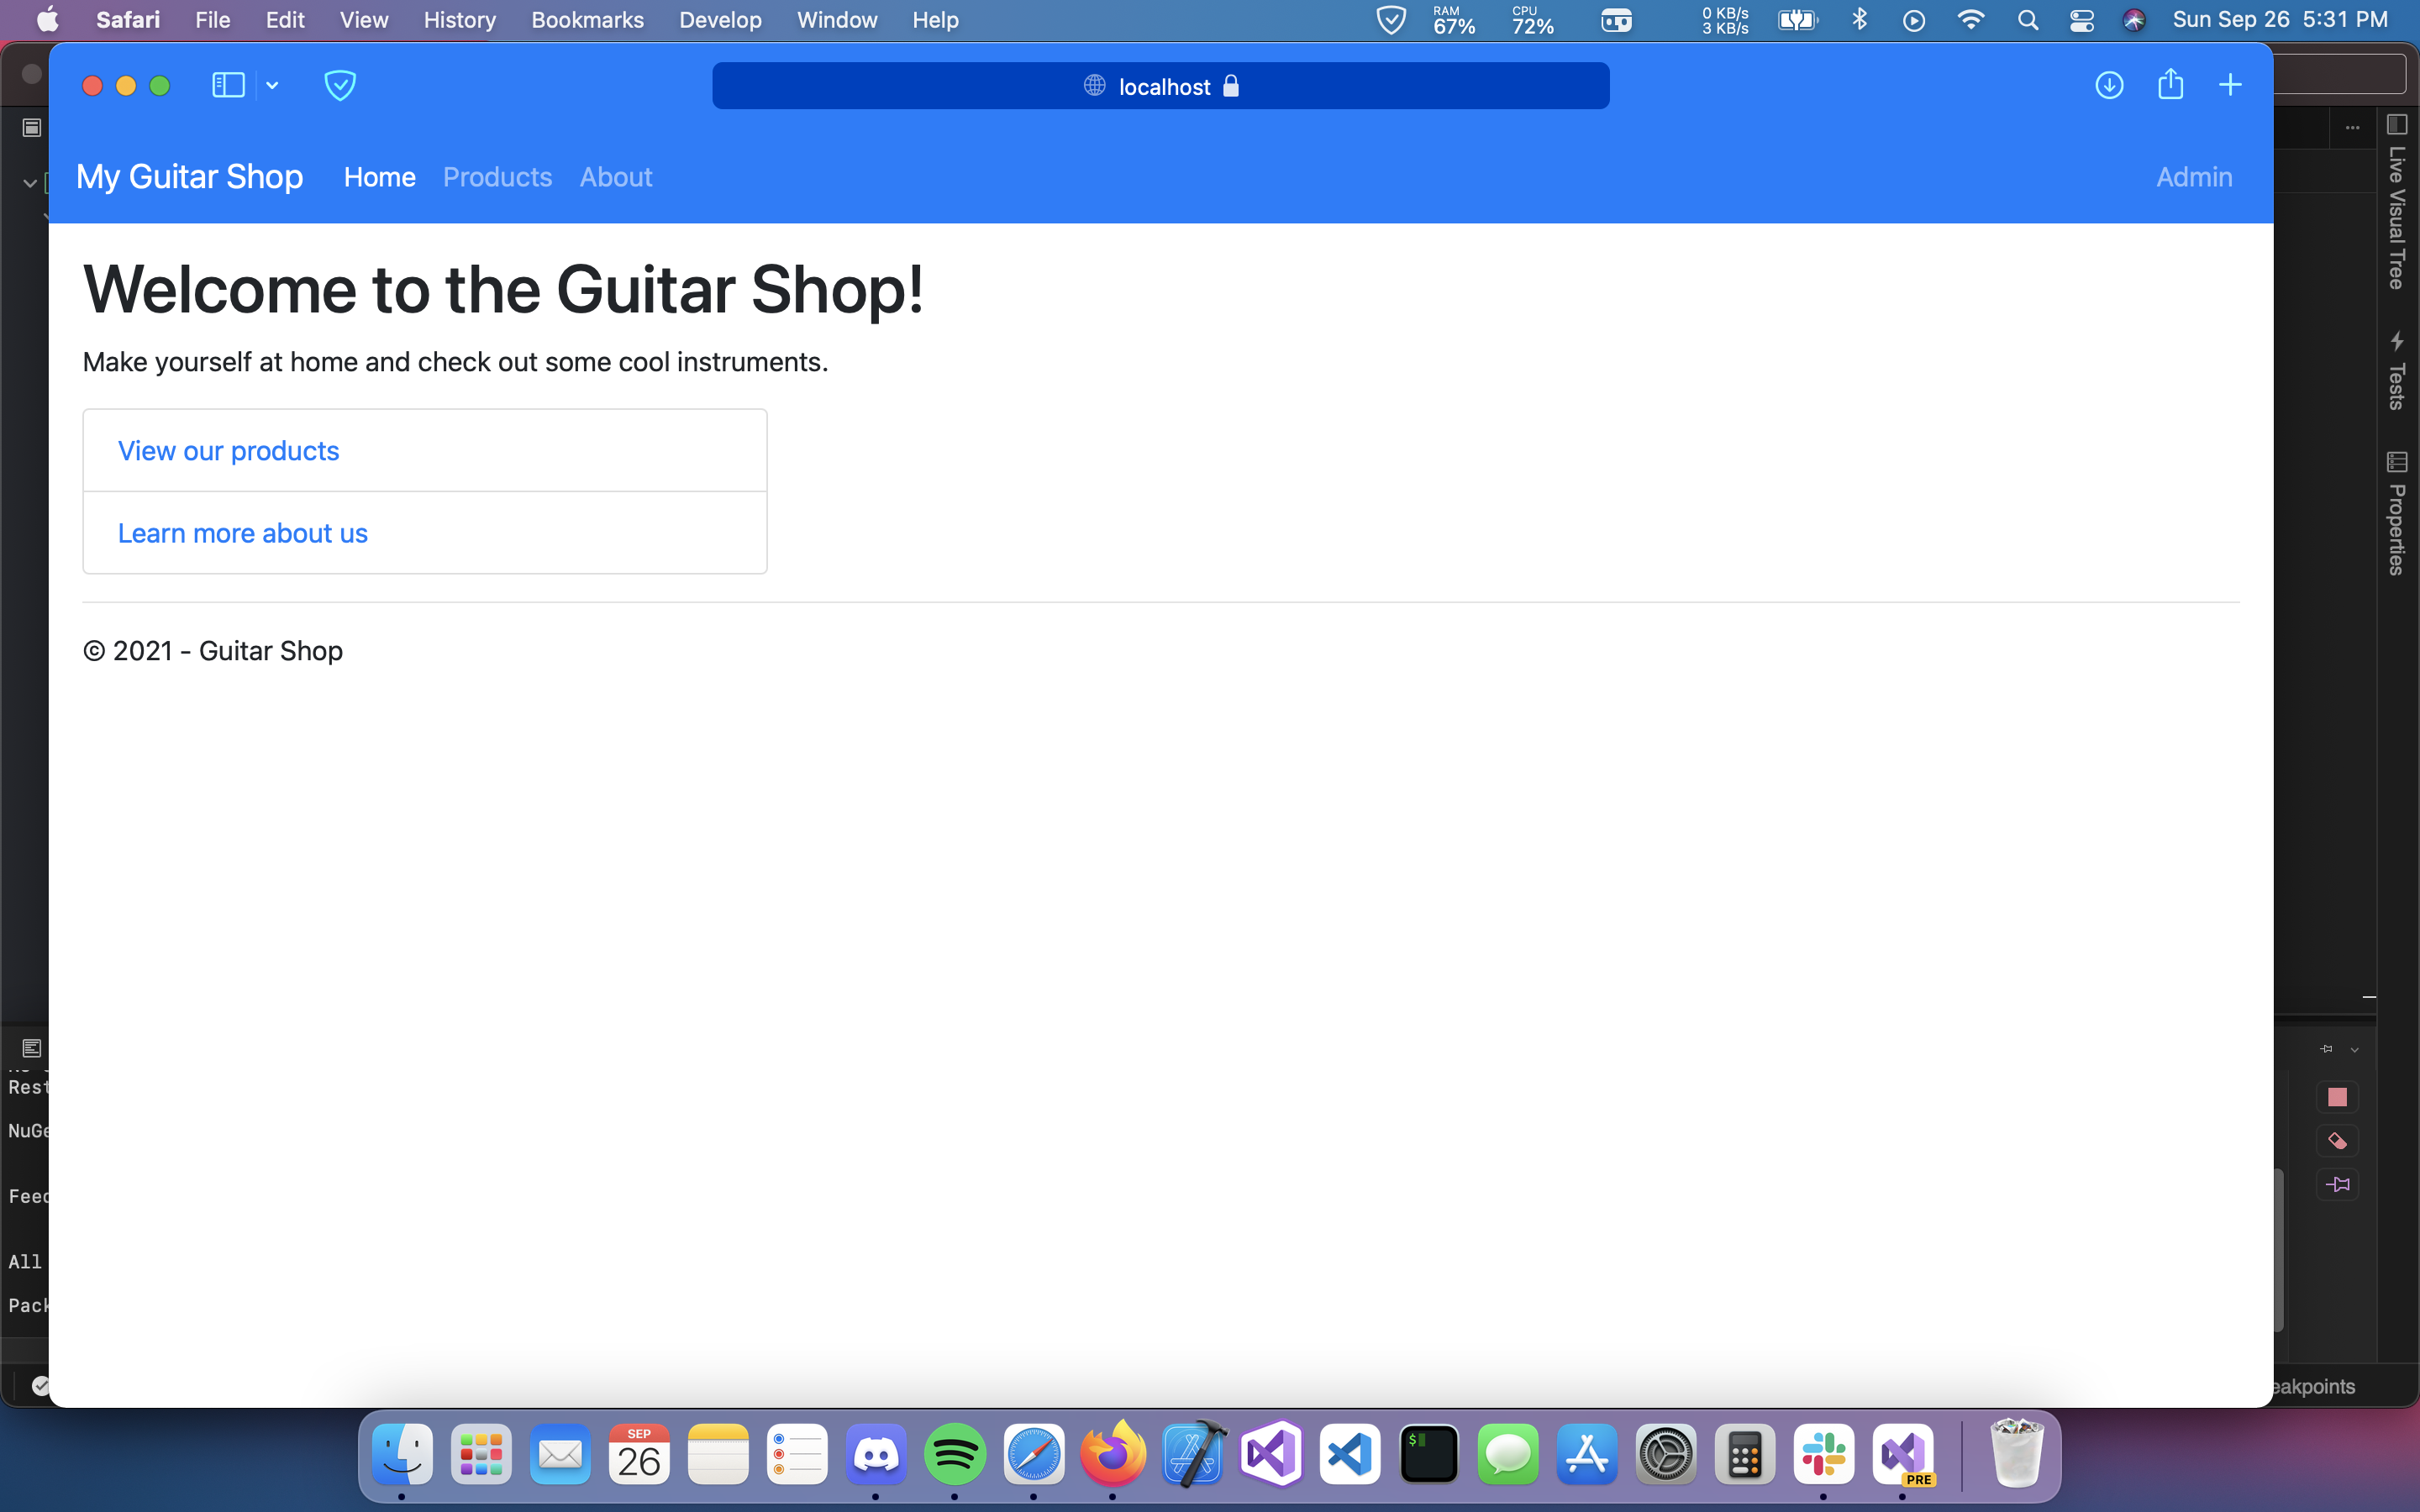 Safari File Edit View History Bookmarks Develop Window Help
RAM 67% CPU 72% 0 KB/s 3 KB/s Sun Sep 26 5:31 PM
localhost
My Guitar Shop Home Products About Admin
Welcome to the Guitar Shop!
Make yourself at home and check out some cool instruments.
View our products
Learn more about us
© 2021 - Guitar Shop
Live Visual Tree
Tests
Properties
Rest
NuGe
Feed
All
Pack
eakpoints
SEP
26
$
PRE